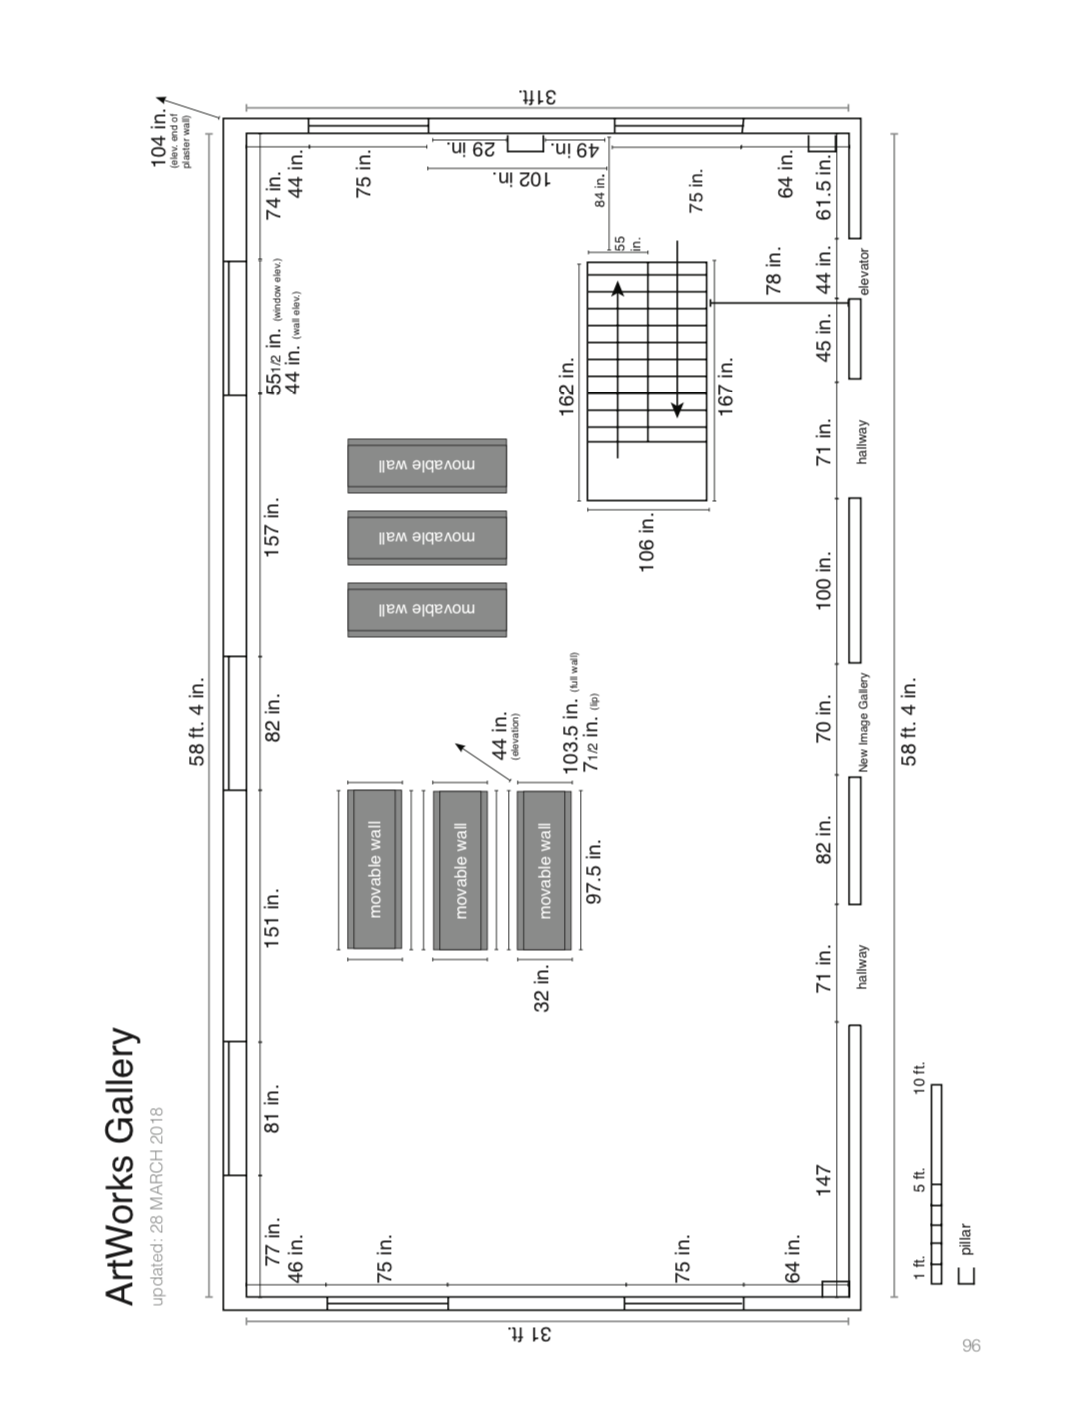 ArtWorks Gallery
updated: 28 MARCH 2018
58 ft. 4 in.
104 in.
(elev. end of
plaster wall)
77 in.
81 in.
151 in.
82 in.
157 in.
551/2 in. (window elev.)
44 in. (wall elev.)
74 in.
46 in.
44 in.
31 ft.
31ft.
75 in.
75 in.
29 in.
49 in.
102 in.
84 in.
75 in.
64 in.
movable wall
movable wall
movable wall
movable wall
movable wall
movable wall
44 in.
(elevation)
103.5 in. (full wall)
71/2 in. (lip)
32 in.
97.5 in.
162 in.
55
in.
167 in.
106 in.
78 in.
75 in.
64 in.
147
71 in.
82 in.
70 in.
100 in.
71 in.
45 in.
44 in.
61.5 in.
hallway
New Image Gallery
hallway
elevator
58 ft. 4 in.
1 ft.
5 ft.
10 ft.
pillar
96